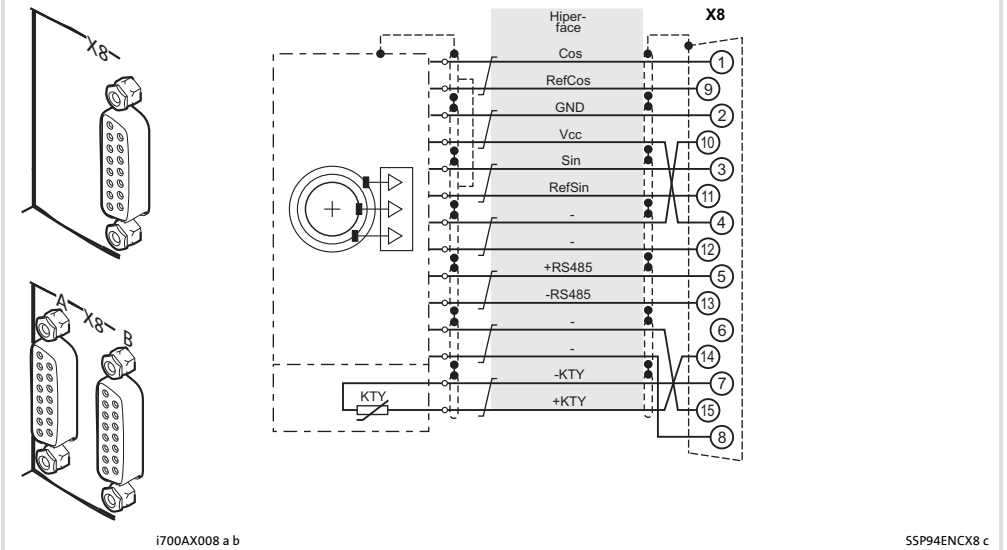 X8
A X8 B
Hiper-
face
X8
Cos
1
RefCos
9
GND
2
Vcc
10
Sin
3
RefSin
11
-
4
-
12
+RS485
5
-RS485
13
-
6
-
14
-KTY
7
KTY
+KTY
15
8
i700AX008 a b
SSP94ENCX8 c